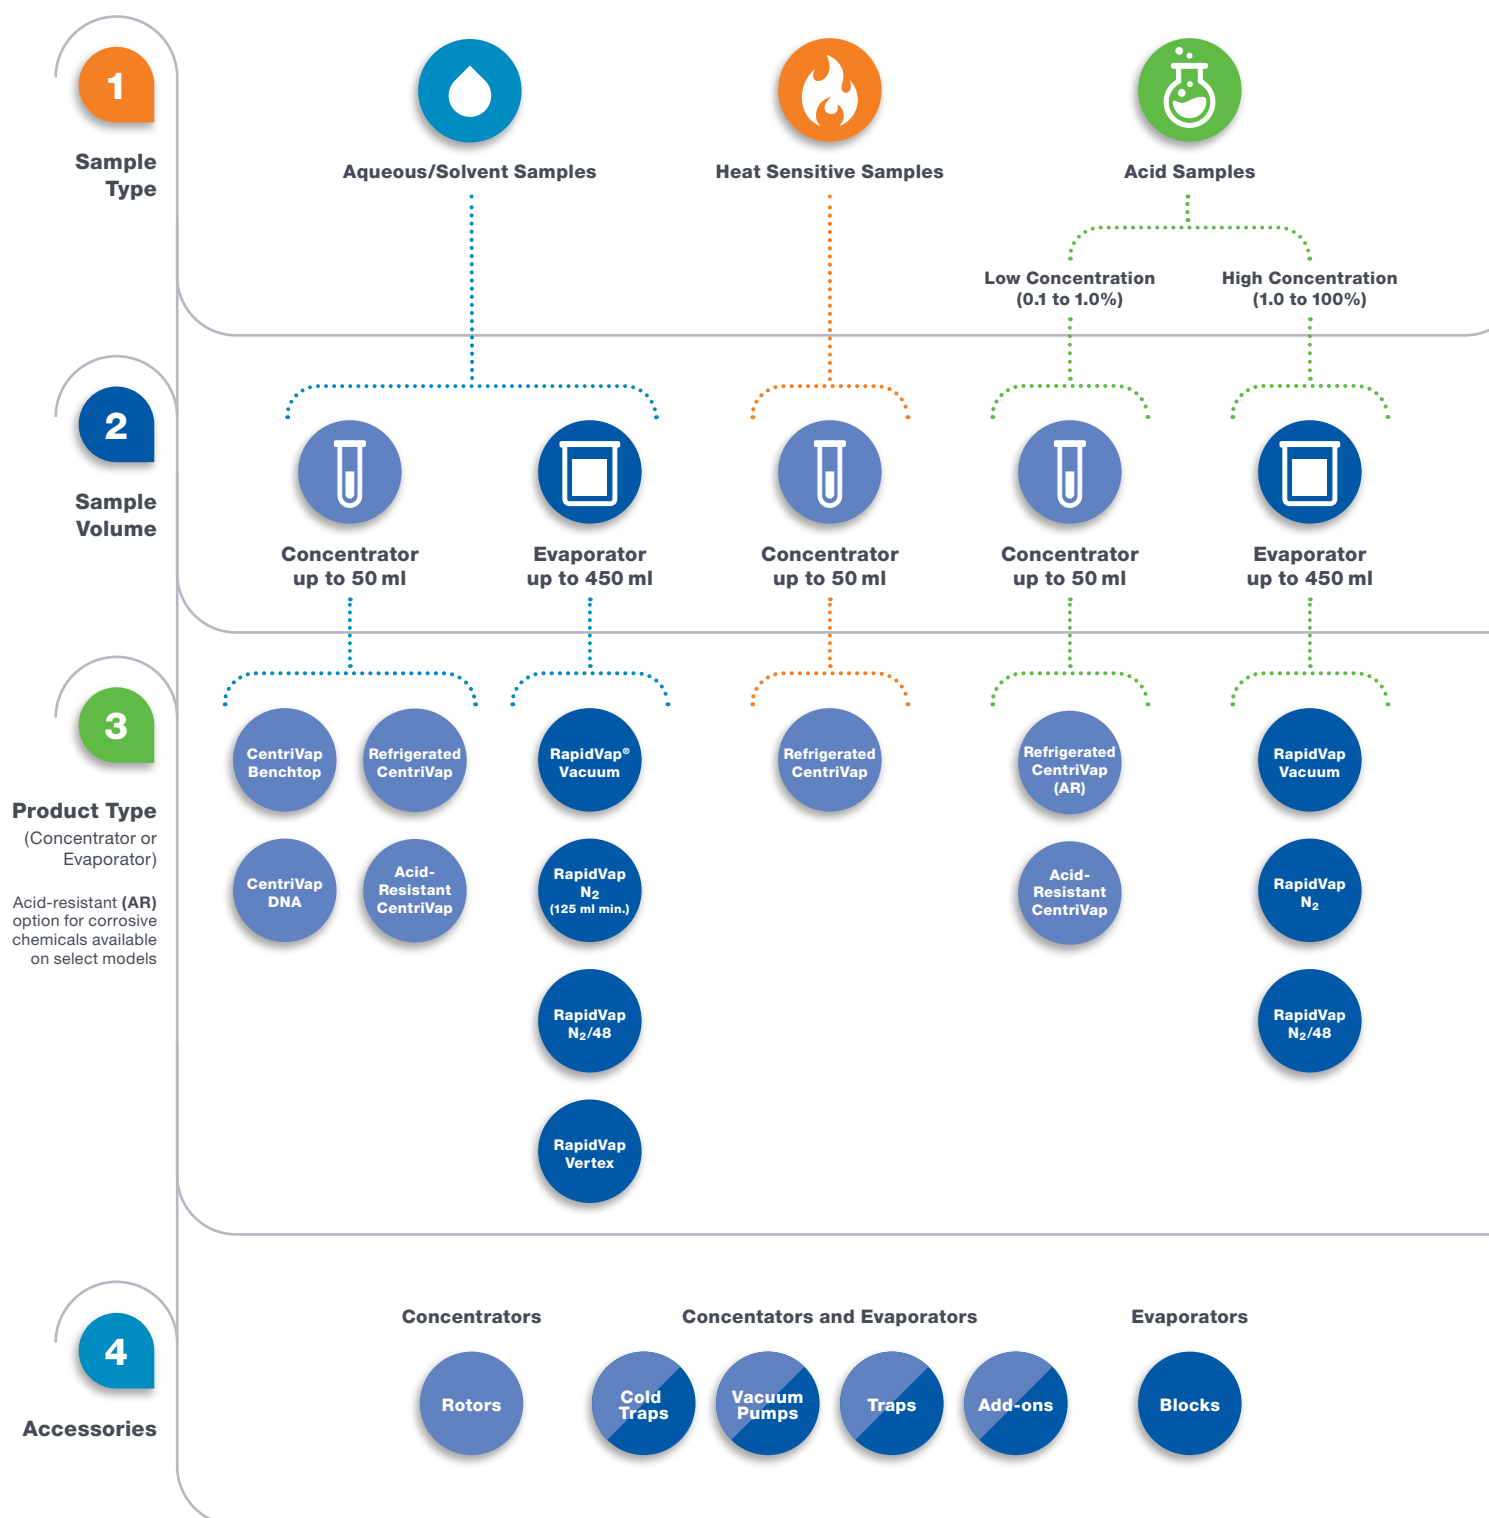 1
Sample
Type
Aqueous/Solvent Samples
Heat Sensitive Samples
Acid Samples
Low Concentration
(0.1 to 1.0%)
High Concentration
(1.0 to 100%)
2
Sample
Volume
Concentrator
up to 50 ml
Evaporator
up to 450 ml
Concentrator
up to 50 ml
Concentrator
up to 50 ml
Evaporator
up to 450 ml
3
Product Type
(Concentrator or
Evaporator)
Acid-resistant (AR)
option for corrosive
chemicals available
on select models
CentriVap
Benchtop
Refrigerated
CentriVap
CentriVap
DNA
Acid-
Resistant
CentriVap
RapidVap®
Vacuum
RapidVap
N₂
(125 ml min.)
RapidVap
N₂/48
RapidVap
Vertex
Refrigerated
CentriVap
Refrigerated
CentriVap
(AR)
Acid-
Resistant
CentriVap
RapidVap
Vacuum
RapidVap
N₂
RapidVap
N₂/48
4
Accessories
Concentrators
Rotors
Concentators and Evaporators
Cold
Traps
Vacuum
Pumps
Traps
Add-ons
Evaporators
Blocks